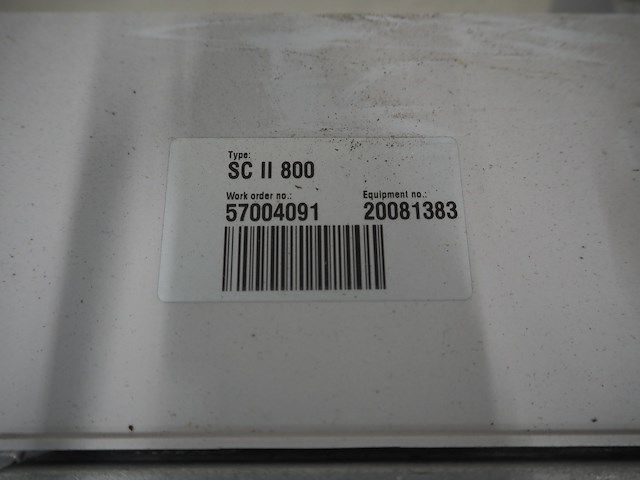 Type:
SC II 800
Work order no.: Equipment no.:
57004091 20081383